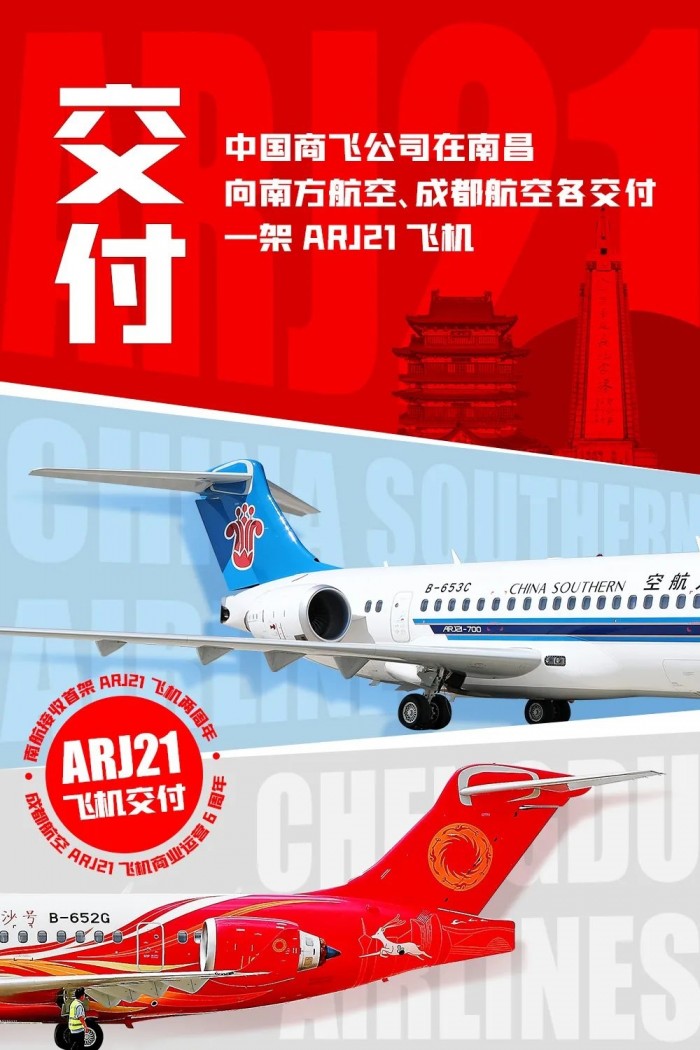 ARJ21
交付
中国商飞公司在南昌
向南方航空、成都航空各交付
一架 ARJ21 飞机
CHINA SOUTHERN
AIRLINES
B-653C
CHINA SOUTHERN
空航
ARJ21-700
南航接收首架 ARJ21 飞机两周年
ARJ21
飞机交付
成都航空 ARJ21 飞机商业运营 6 周年
CHENGDU
AIRLINES
沙号
B-652G